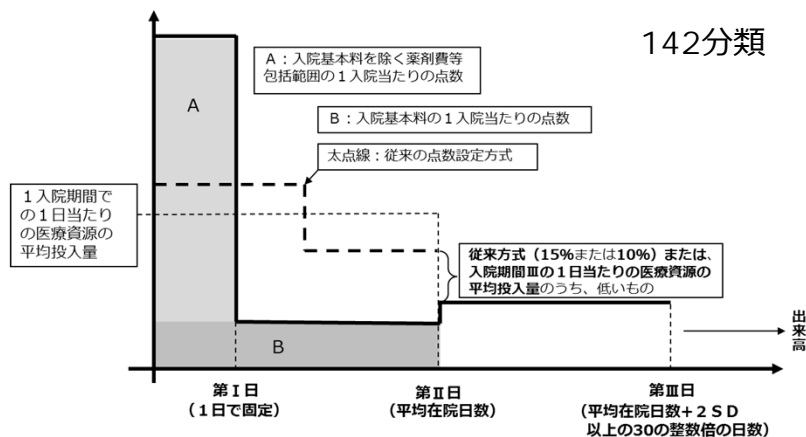 142分類
A：入院基本料を除く薬剤費等
包括範囲の１入院当たりの点数
A
B：入院基本料の１入院当たりの点数
太点線：従来の点数設定方式
１入院期間で
の１日当たり
の医療資源の
平均投入量
従来方式（15%または10%）または、
入院期間Ⅲの１日当たりの医療資源の
平均投入量のうち、低いもの
出来高
B
第Ⅰ日
（１日で固定）
第Ⅱ日
（平均在院日数）
第Ⅲ日
（平均在院日数＋２ＳＤ
以上の30の整数倍の日数）